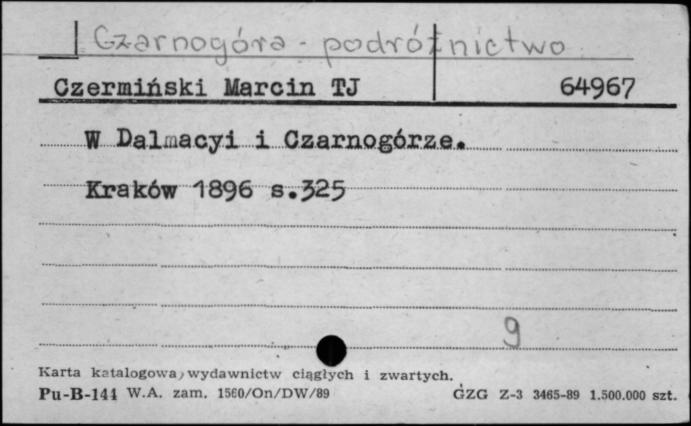 Czarnogóra - podróżnictwo
Czermiński Marcin TJ 64967
W Dalmacyi i Czarnogórze.
Kraków 1896 s.325
9
Karta katalogowa, wydawnictw ciągłych i zwartych.
Pu-B-144 W.A. zam. 1560/On/DW/89 GZG Z-3 3465-89 1.500.000 szt.